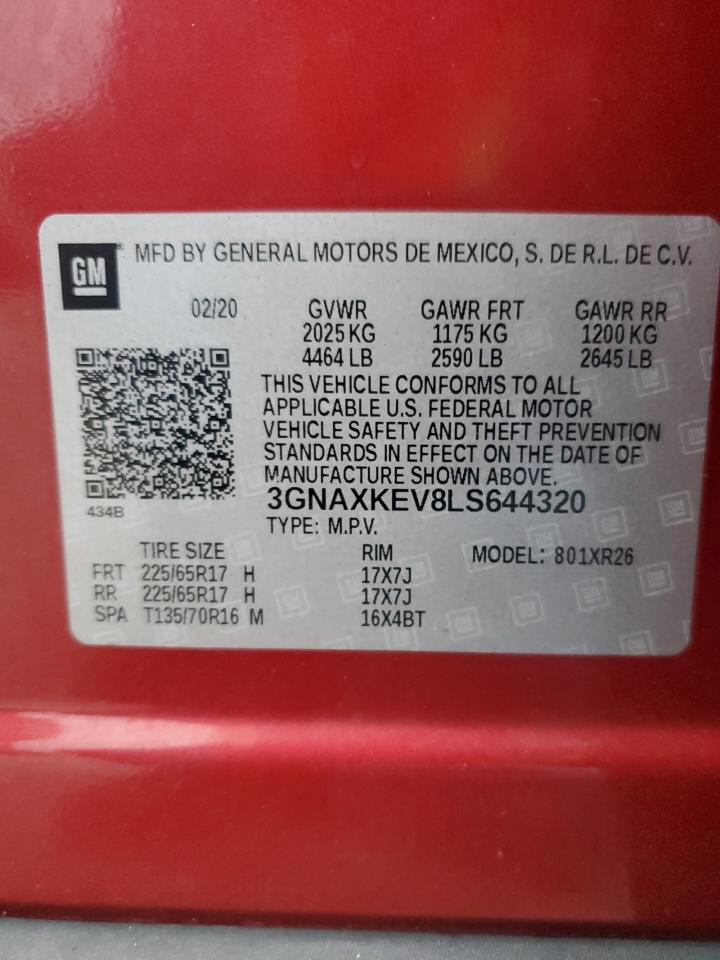 GM
MFD BY GENERAL MOTORS DE MEXICO, S. DE R.L. DE C.V.
02/20 GVWR GAWR FRT GAWR RR
2025 KG 1175 KG 1200 KG
4464 LB 2590 LB 2645 LB
THIS VEHICLE CONFORMS TO ALL
APPLICABLE U.S. FEDERAL MOTOR
VEHICLE SAFETY AND THEFT PREVENTION
STANDARDS IN EFFECT ON THE DATE OF
MANUFACTURE SHOWN ABOVE.
434B
3GNAXKEV8LS644320
TYPE: M.P.V.
TIRE SIZE RIM MODEL: 801XR26
FRT 225/65R17 H 17X7J
RR 225/65R17 H 17X7J
SPA T135/70R16 M 16X4BT